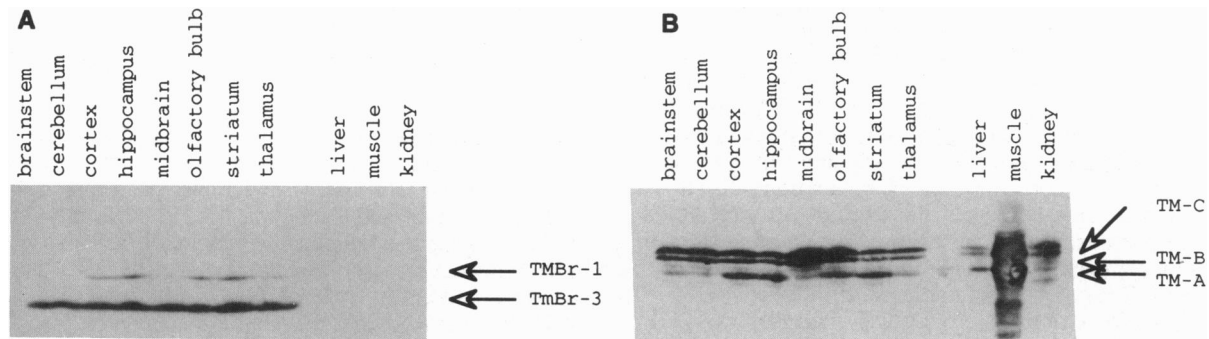 A
brainstem
cerebellum
cortex
hippocampus
midbrain
olfactory bulb
striatum
thalamus
liver
muscle
kidney
TMBr-1
TmBr-3
B
brainstem
cerebellum
cortex
hippocampus
midbrain
olfactory bulb
striatum
thalamus
liver
muscle
kidney
TM-C
TM-B
TM-A